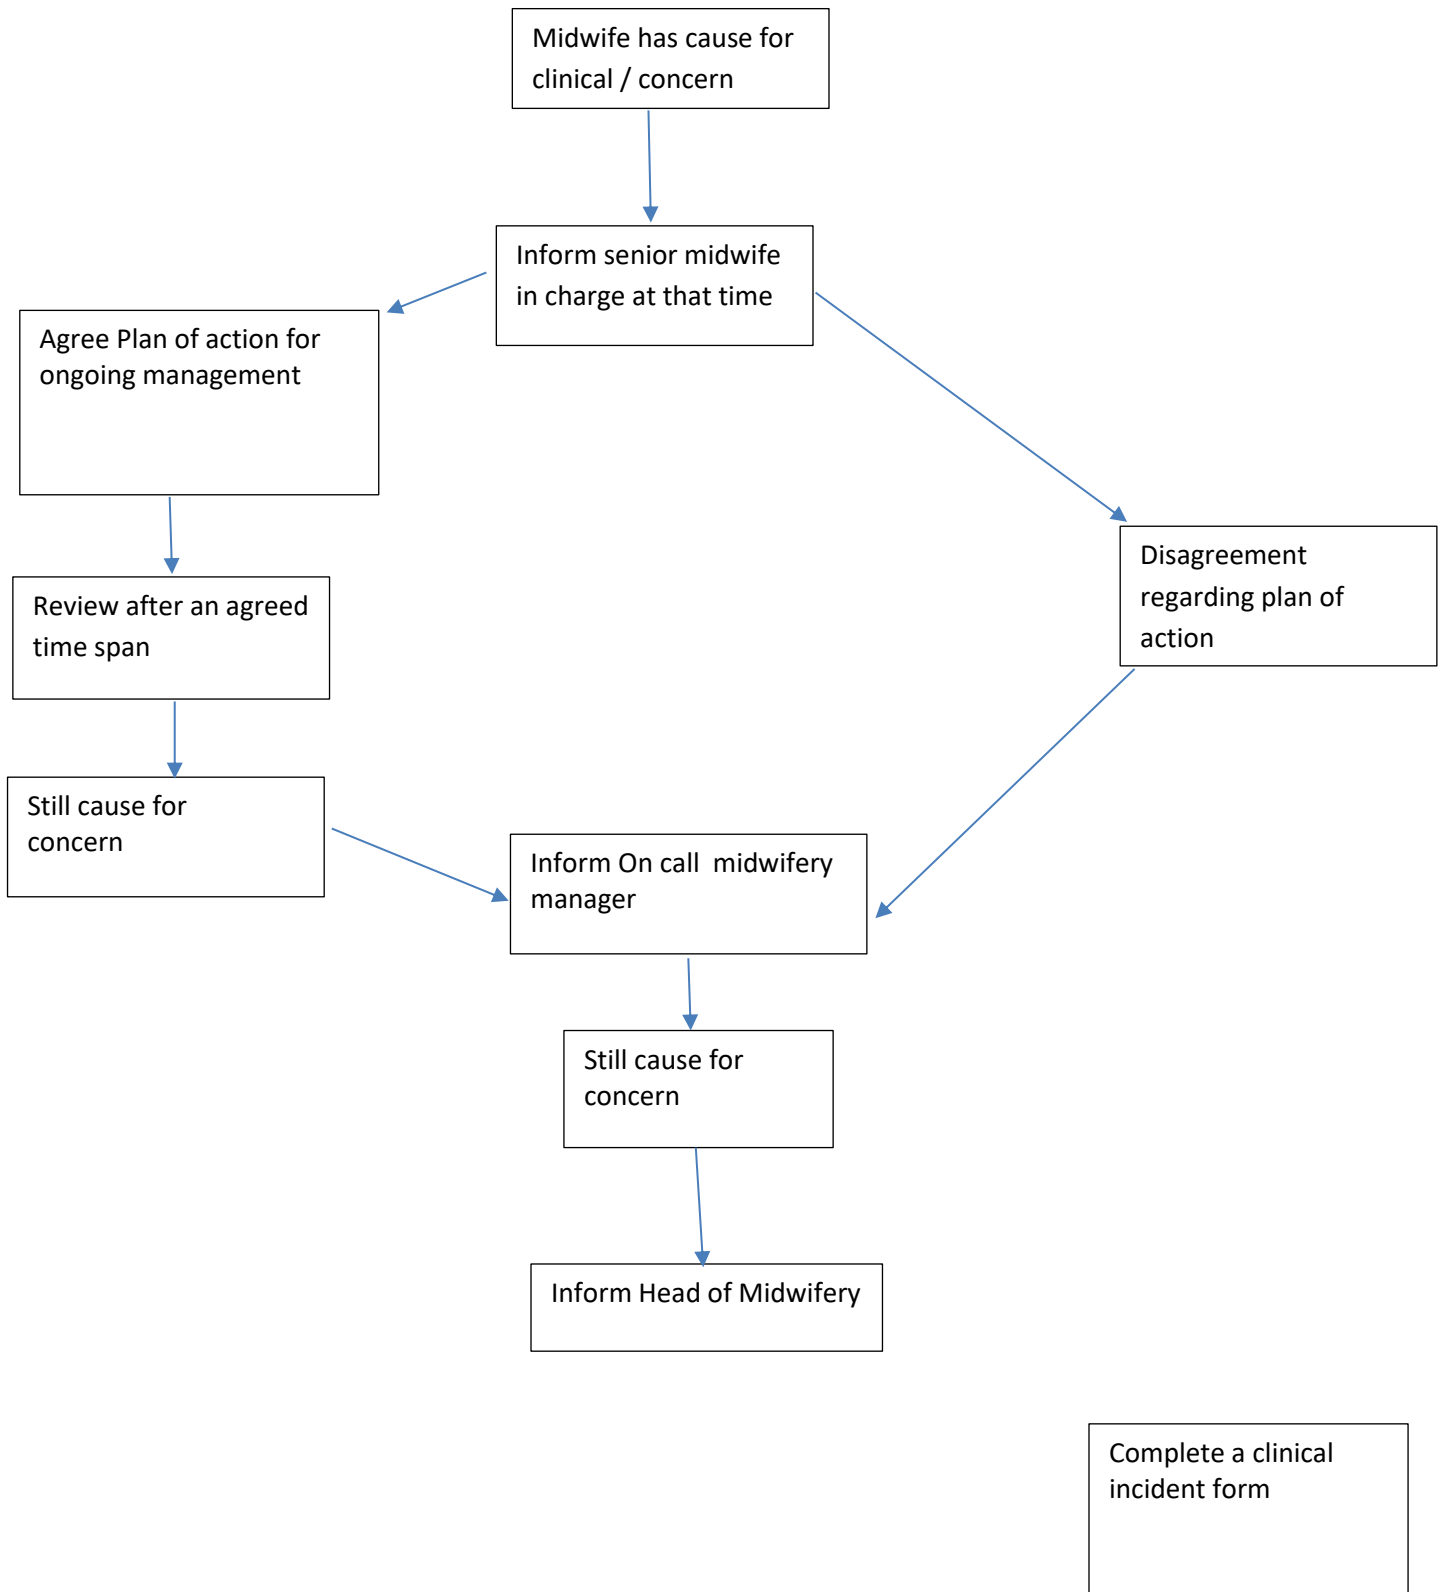 Midwife has cause for
clinical / concern
Inform senior midwife
in charge at that time
Agree Plan of action for
ongoing management
Disagreement
regarding plan of
action
Review after an agreed
time span
Still cause for
concern
Inform On call  midwifery
manager
Still cause for
concern
Inform Head of Midwifery
Complete a clinical
incident form